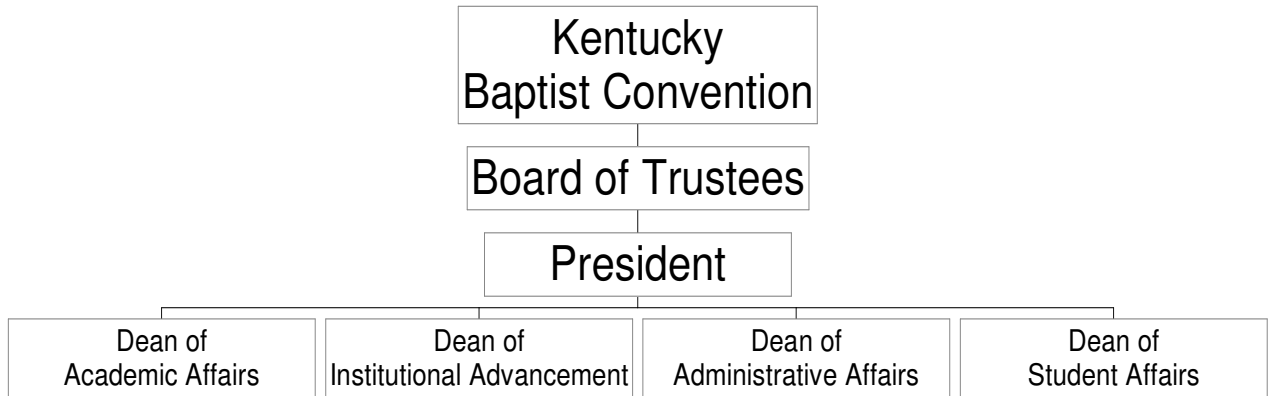 Kentucky
Baptist Convention
Board of Trustees
President
Dean of
Academic Affairs
Dean of
Institutional Advancement
Dean of
Administrative Affairs
Dean of
Student Affairs